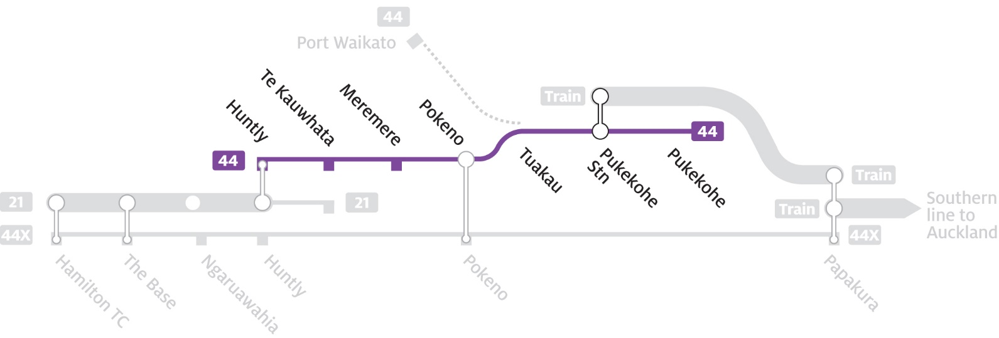 44
Port Waikato
Te Kauwhata
Meremere
Huntly
Pokeno
Train
44
44
Tuakau
Pukekohe
Stn
Pukekohe
Train
21
21
Train
Southern
line to
Auckland
44X
44X
Hamilton TC
The Base
Ngaruawahia
Huntly
Pokeno
Papakura